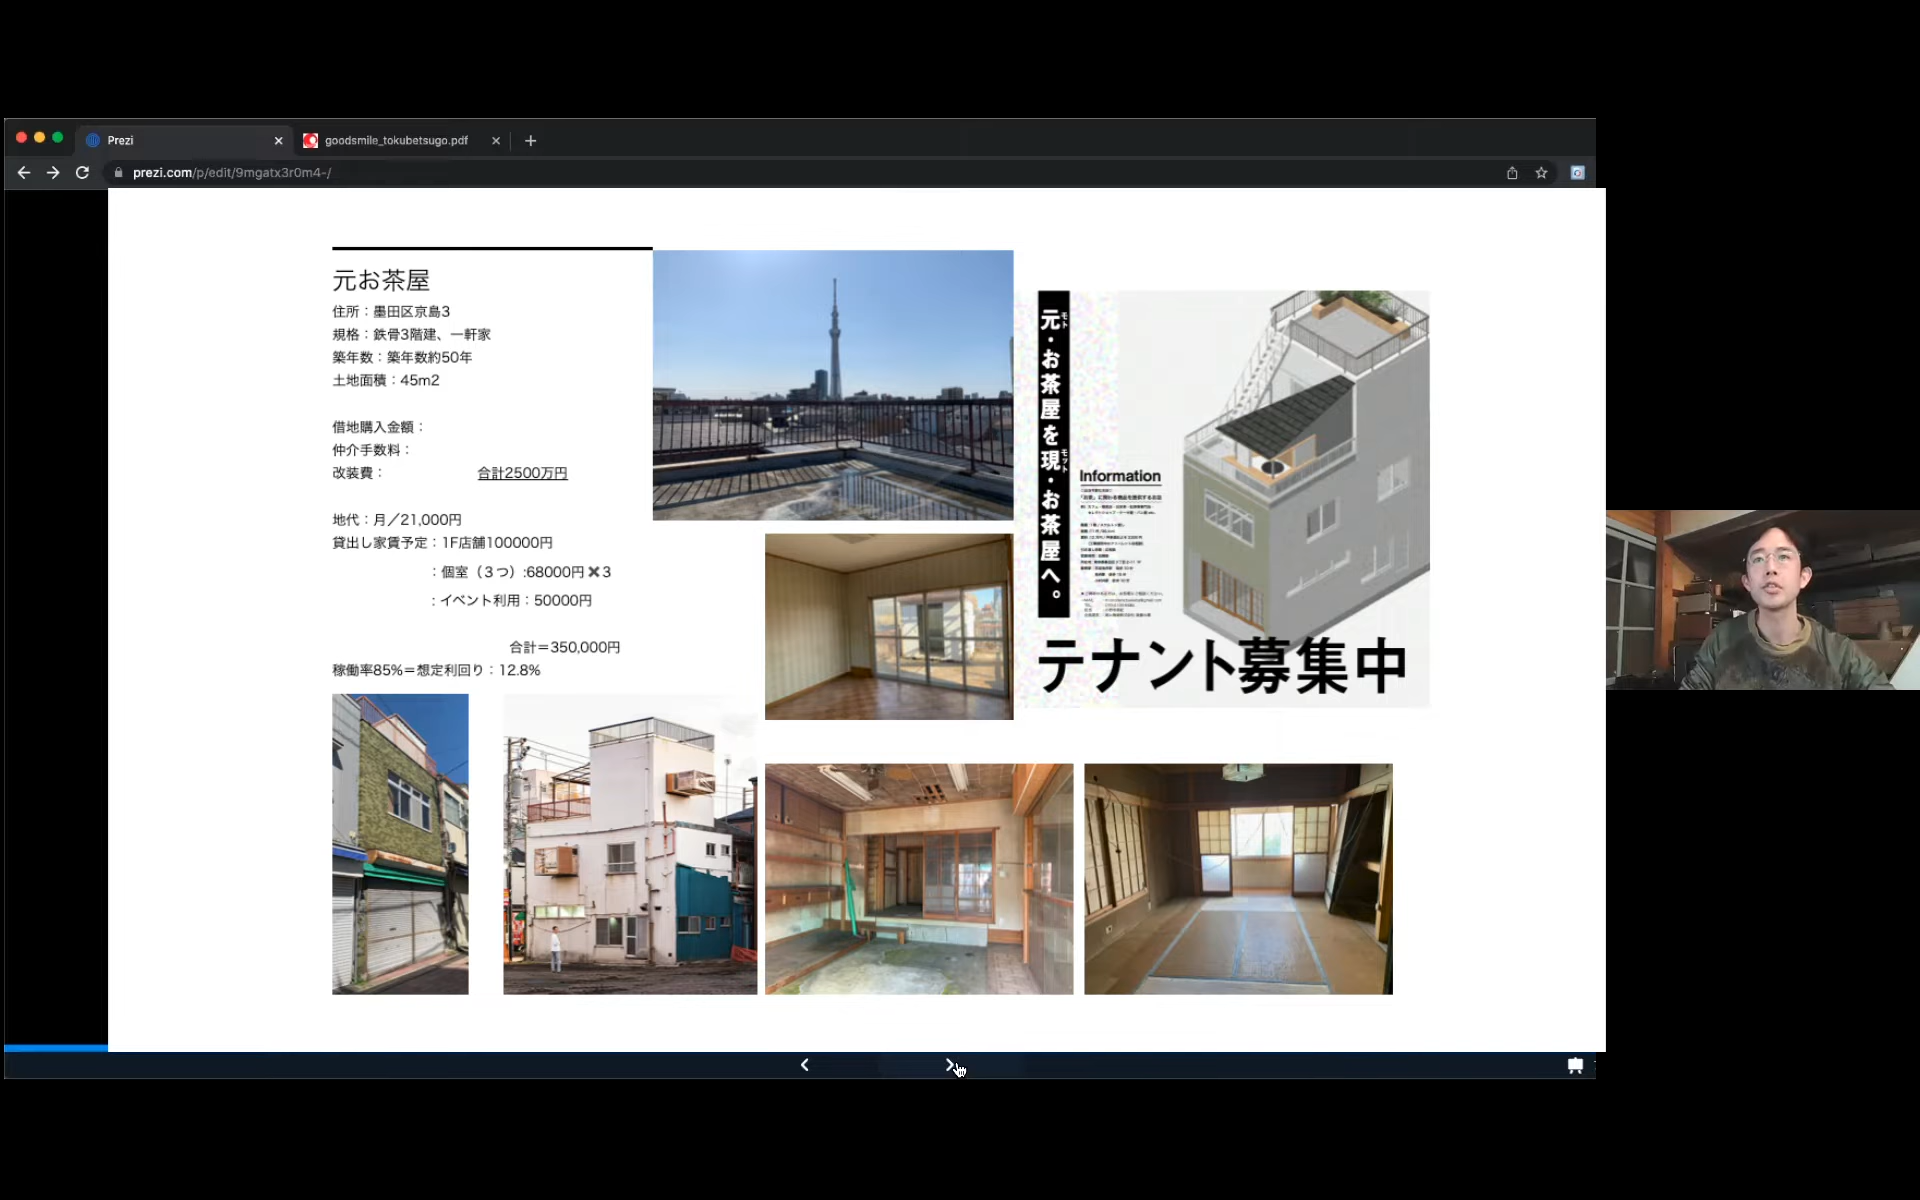 Prezi
goodsmile_tokubetsugo.pdf
prezi.com/p/edit/9mgatx3r0m4-/
元お茶屋
住所：墨田区京島3
規格：鉄骨3階建、一軒家
築年数：築年数約50年
土地面積：45m2
借地購入金額：
仲介手数料：
改装費： 合計2500万円
地代：月／21,000円
貸出し家賃予定：1F店舗100000円
：個室（３つ）:68000円✖3
：イベント利用：50000円
合計＝350,000円
稼働率85%＝想定利回り：12.8%
元・お茶屋を現・お茶屋へ。
モト
モット
Information
テナント募集中